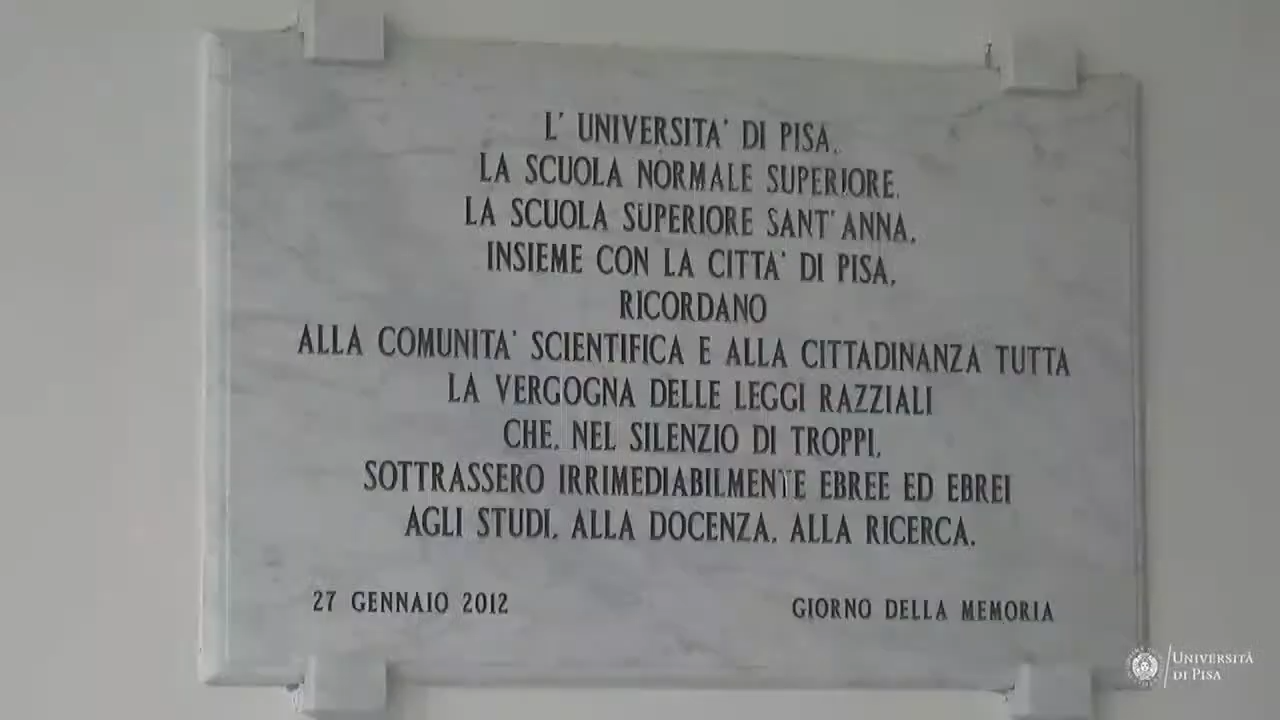 L' UNIVERSITA' DI PISA,
LA SCUOLA NORMALE SUPERIORE,
LA SCUOLA SUPERIORE SANT' ANNA,
INSIEME CON LA CITTA' DI PISA,
RICORDANO
ALLA COMUNITA' SCIENTIFICA E ALLA CITTADINANZA TUTTA
LA VERGOGNA DELLE LEGGI RAZZIALI
CHE, NEL SILENZIO DI TROPPI,
SOTTRASSERO IRRIMEDIABILMENTE EBREE ED EBREI
AGLI STUDI, ALLA DOCENZA, ALLA RICERCA.
27 GENNAIO 2012 GIORNO DELLA MEMORIA
UNIVERSITÀ
DI PISA